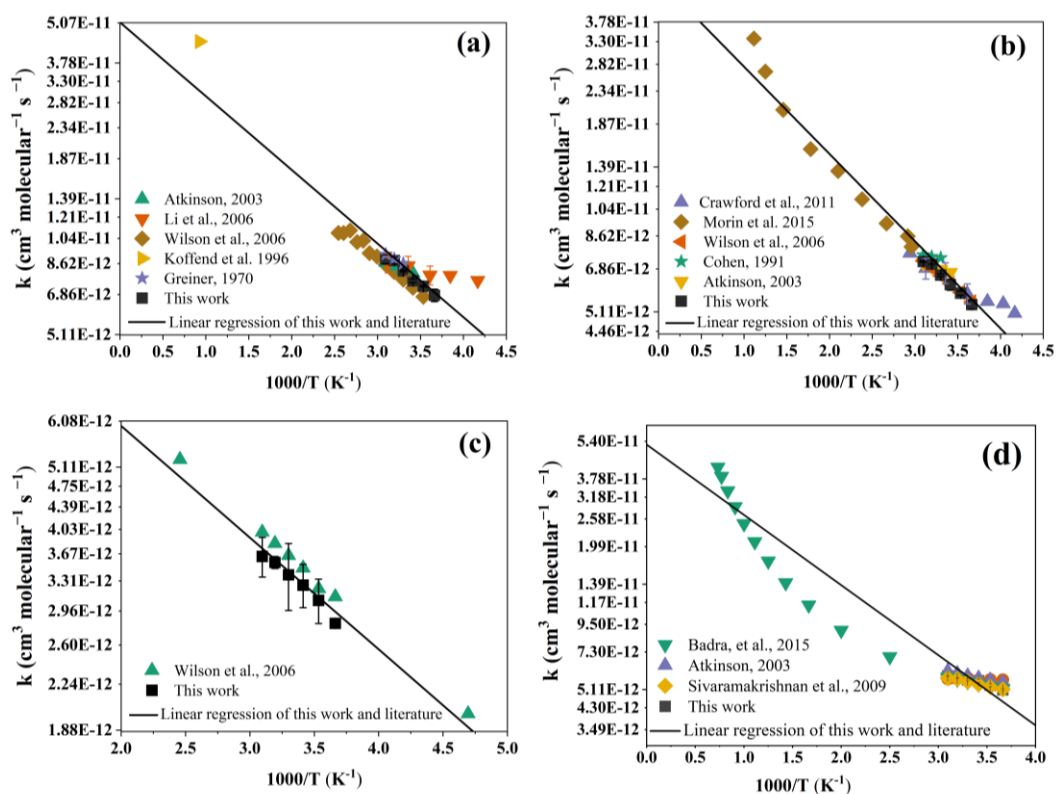 (a)
k (cm³ molecular⁻¹ s⁻¹)
5.07E-11
3.78E-11
3.30E-11
2.82E-11
2.34E-11
1.87E-11
1.39E-11
1.21E-11
1.04E-11
8.62E-12
6.86E-12
5.11E-12
Atkinson, 2003
Li et al., 2006
Wilson et al., 2006
Koffend et al. 1996
Greiner, 1970
This work
Linear regression of this work and literature
0.0 0.5 1.0 1.5 2.0 2.5 3.0 3.5 4.0 4.5
1000/T (K⁻¹)
(b)
k (cm³ molecular⁻¹ s⁻¹)
3.78E-11
3.30E-11
2.82E-11
2.34E-11
1.87E-11
1.39E-11
1.21E-11
1.04E-11
8.62E-12
6.86E-12
5.11E-12
4.46E-12
Crawford et al., 2011
Morin et al. 2015
Wilson et al., 2006
Cohen, 1991
Atkinson, 2003
This work
Linear regression of this work and literature
0.0 0.5 1.0 1.5 2.0 2.5 3.0 3.5 4.0 4.5
1000/T (K⁻¹)
(c)
k (cm³ molecular⁻¹ s⁻¹)
6.08E-12
5.11E-12
4.75E-12
4.39E-12
4.03E-12
3.67E-12
3.31E-12
2.96E-12
2.60E-12
2.24E-12
1.88E-12
Wilson et al., 2006
This work
Linear regression of this work and literature
2.0 2.5 3.0 3.5 4.0 4.5 5.0
1000/T (K⁻¹)
(d)
k (cm³ molecular⁻¹ s⁻¹)
5.40E-11
3.78E-11
3.18E-11
2.58E-11
1.99E-11
1.39E-11
1.17E-11
9.50E-12
7.30E-12
5.11E-12
4.30E-12
3.49E-12
Badra, et al., 2015
Atkinson, 2003
Sivaramakrishnan et al., 2009
This work
Linear regression of this work and literature
0.0 0.5 1.0 1.5 2.0 2.5 3.0 3.5 4.0
1000/T (K⁻¹)